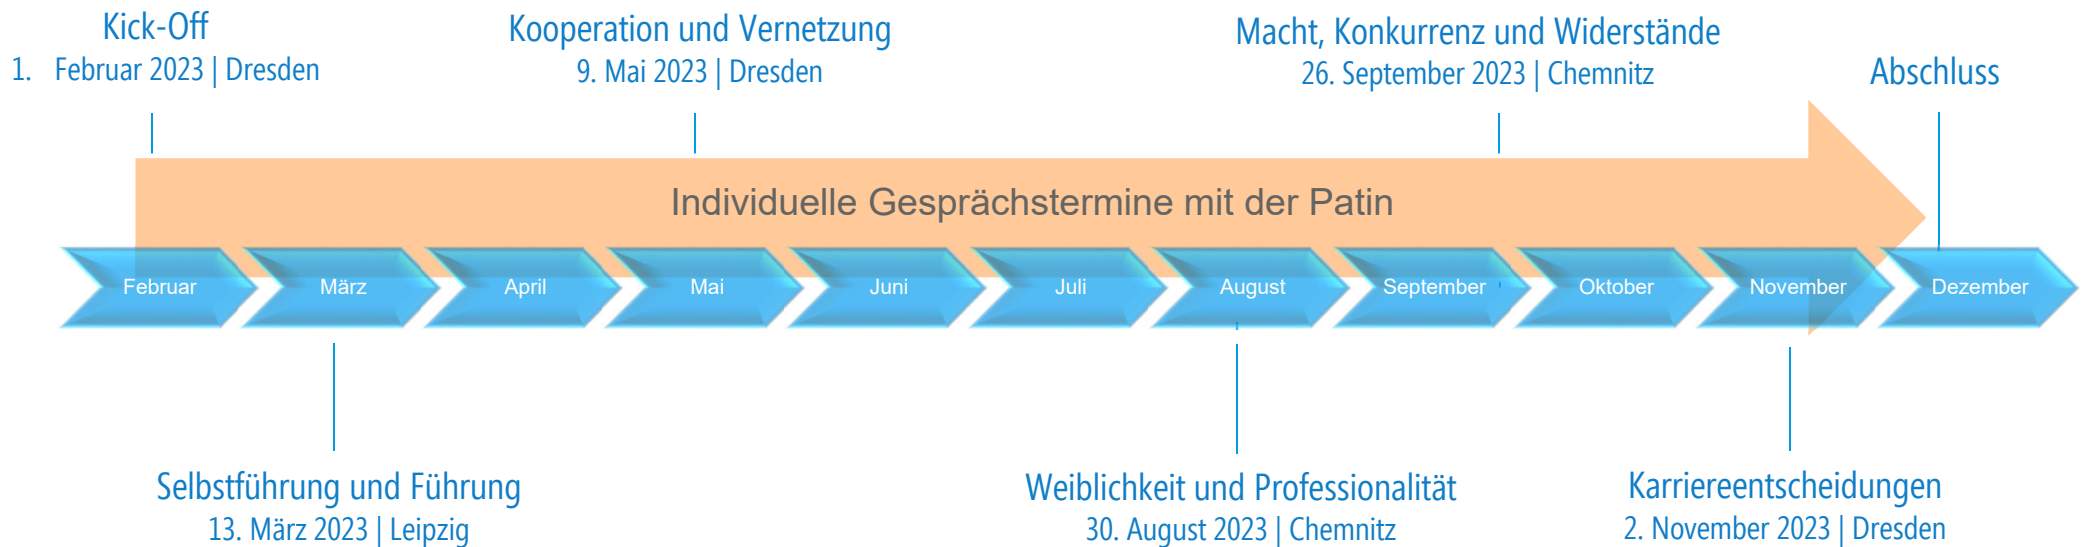 Kick-Off
1. Februar 2023 | Dresden
Kooperation und Vernetzung
9. Mai 2023 | Dresden
Macht, Konkurrenz und Widerstände
26. September 2023 | Chemnitz
Abschluss
Individuelle Gesprächstermine mit der Patin
Februar März April Mai Juni Juli August September Oktober November Dezember
Selbstführung und Führung
13. März 2023 | Leipzig
Weiblichkeit und Professionalität
30. August 2023 | Chemnitz
Karriereentscheidungen
2. November 2023 | Dresden